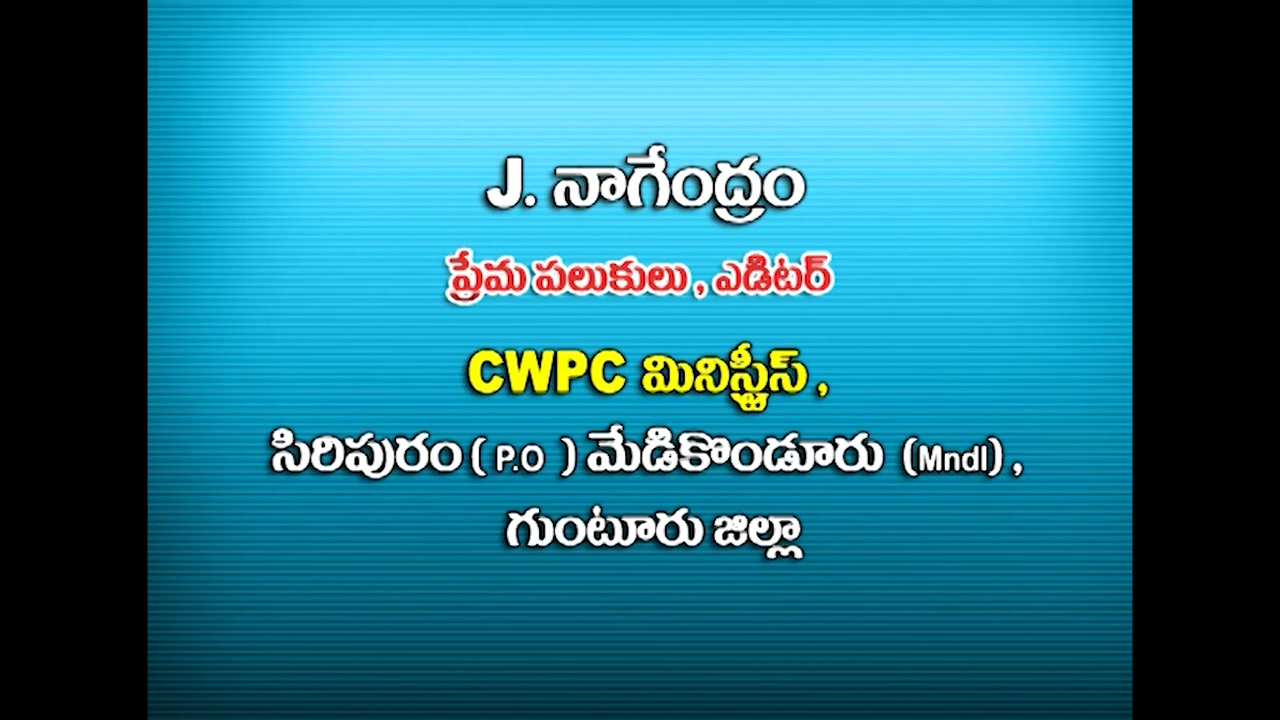 J. నాగేంద్రం
ప్రేమ పలుకులు , ఎడిటర్
CWPC మినిస్ట్రీస్ ,
సిరిపురం ( P.O ) మేడికొండూరు (Mndl) ,
గుంటూరు జిల్లా